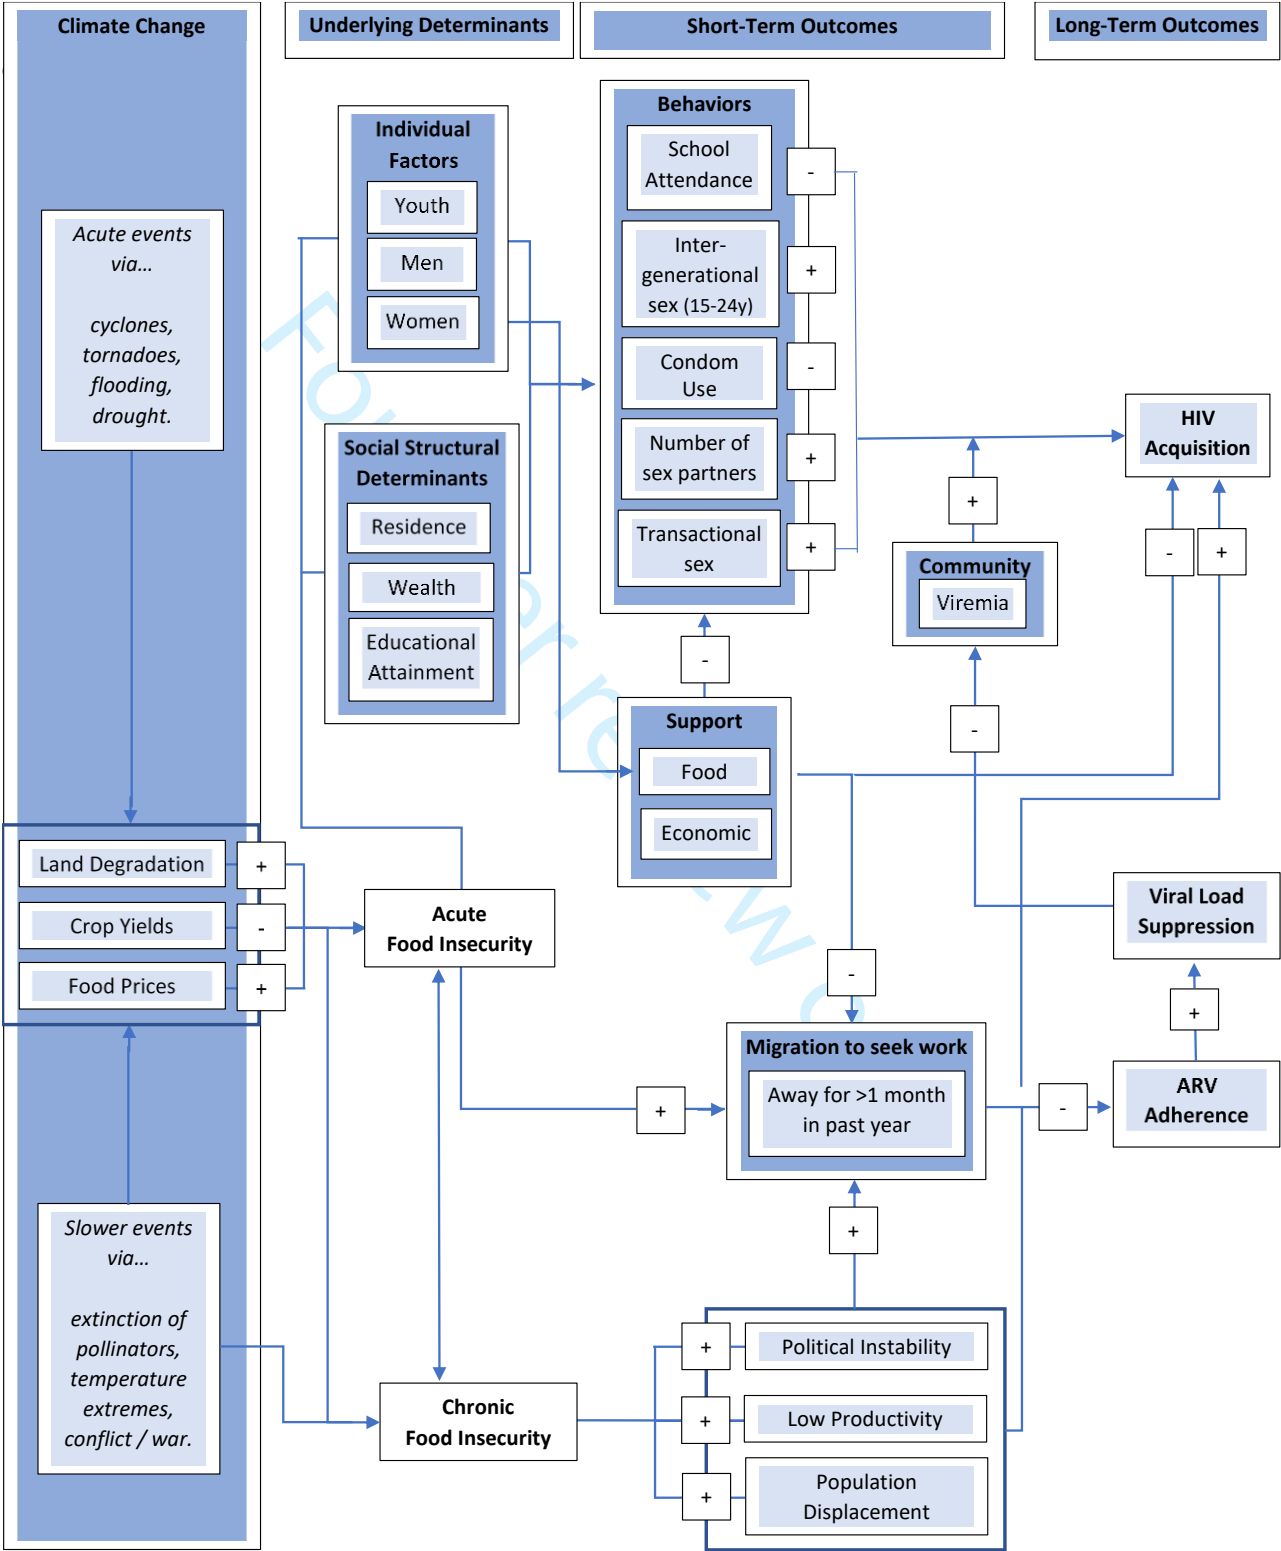 Climate Change
Underlying Determinants
Short-Term Outcomes
Long-Term Outcomes
Acute events
via...
cyclones,
tornadoes,
flooding,
drought.
Land Degradation
+
Crop Yields
-
Food Prices
+
Slower events
via...
extinction of
pollinators,
temperature
extremes,
conflict / war.
Individual
Factors
Youth
Men
Women
Social Structural
Determinants
Residence
Wealth
Educational
Attainment
Acute
Food Insecurity
Chronic
Food Insecurity
Behaviors
School
Attendance
-
Inter-
generational
sex (15-24y)
+
Condom
Use
-
Number of
sex partners
+
Transactional
sex
+
-
Support
Food
Economic
-
+
Migration to seek work
Away for >1 month
in past year
+
+
Political Instability
+
Low Productivity
+
Population
Displacement
HIV
Acquisition
-
+
+
Community
Viremia
-
Viral Load
Suppression
+
-
ARV
Adherence
For
er
review o